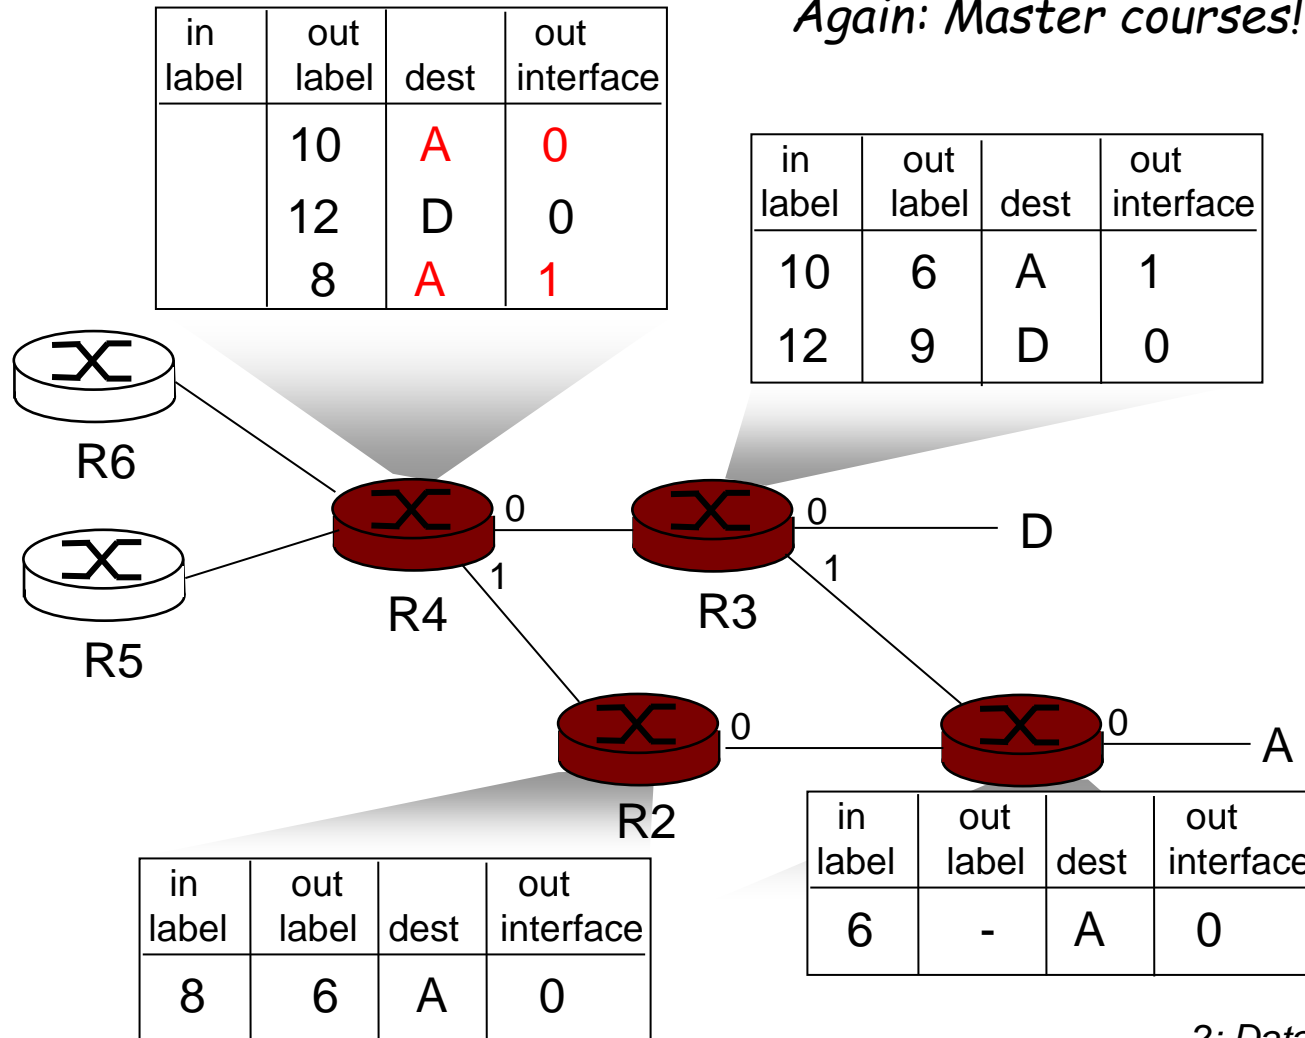 Again: Master courses!
in out out
label label dest interface
10 A 0
12 D 0
8 A 1
in out out
label label dest interface
10 6 A 1
12 9 D 0
R6
R5
R4
0
1
R3
0
1
D
R2
0
0
A
in out out
label label dest interface
6 - A 0
in out out
label label dest interface
8 6 A 0